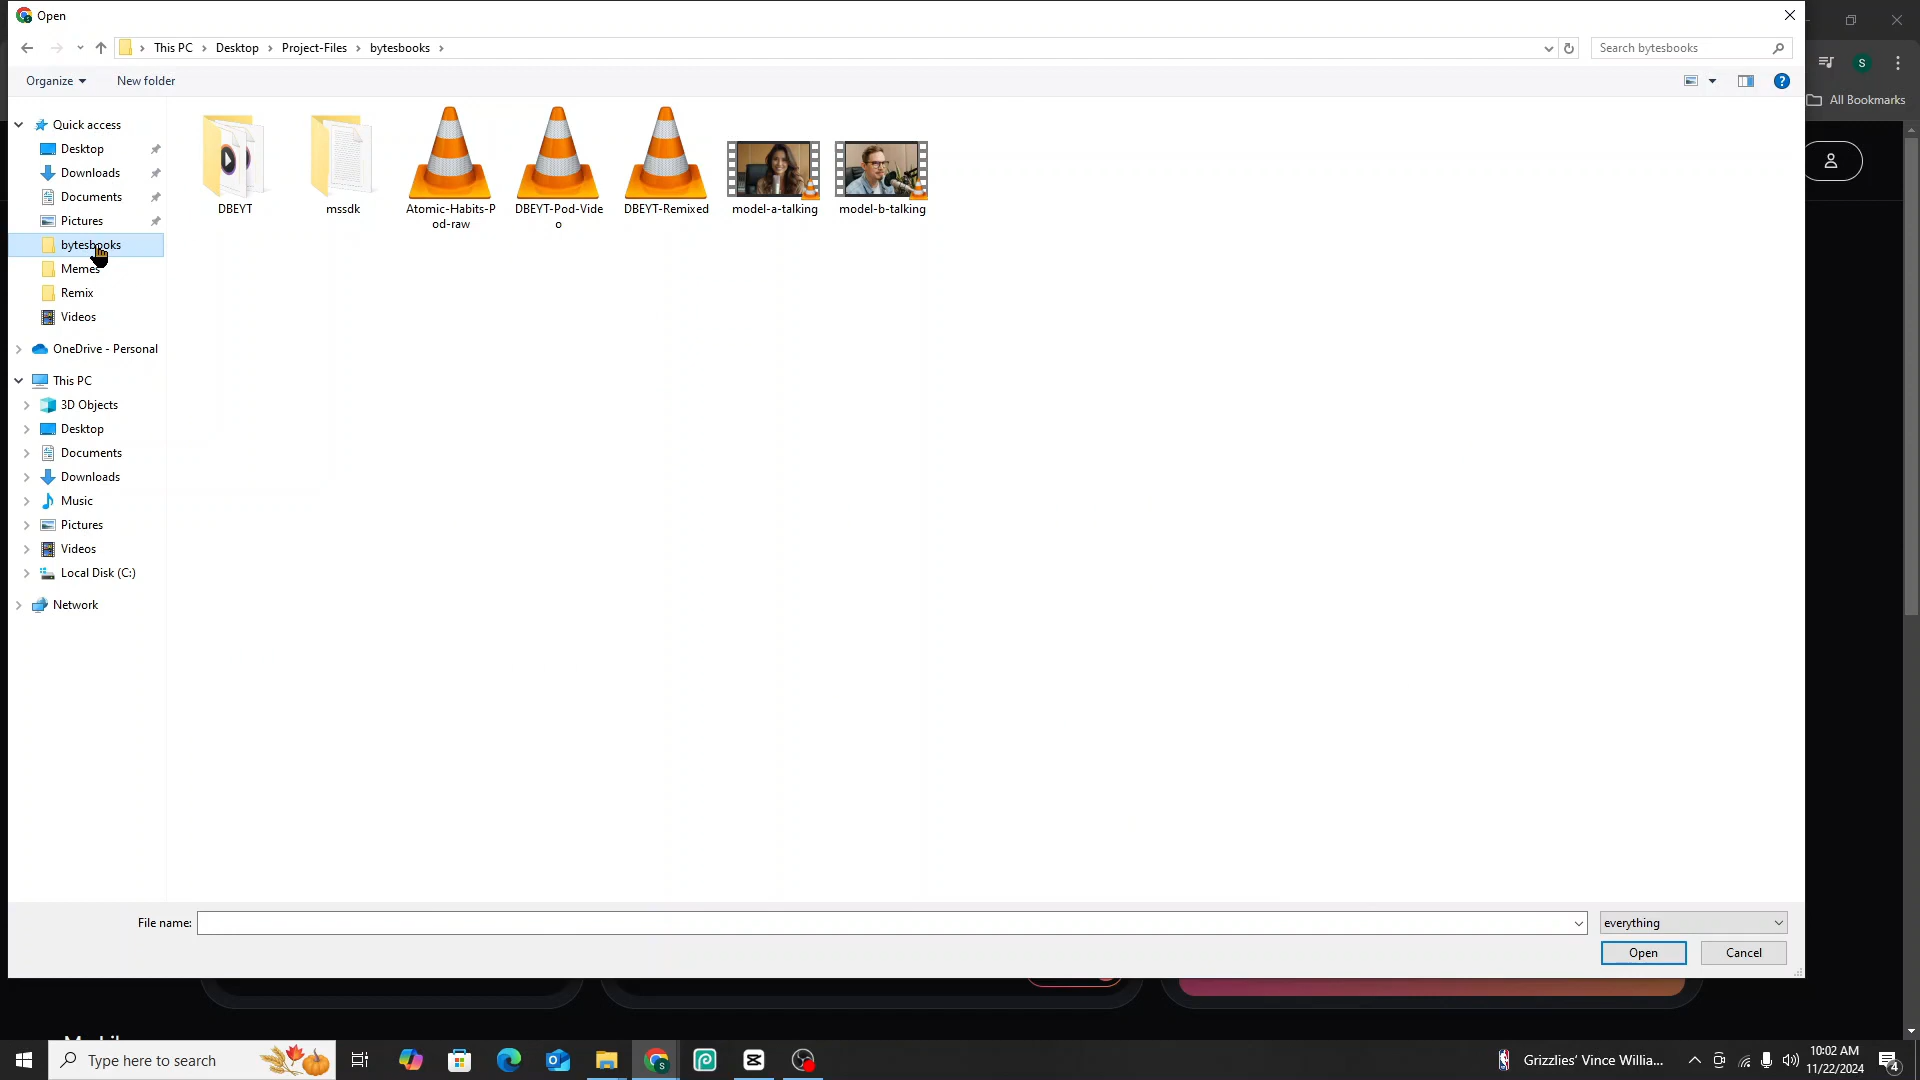 Open
This PC > Desktop > Project-Files > bytesbooks >
Search bytesbooks
Organize
New folder
S
All Bookmarks
Quick access
Desktop
Downloads
Documents
Pictures
bytesbooks
Memes
Remix
Videos
OneDrive - Personal
This PC
3D Objects
Desktop
Documents
Downloads
Music
Pictures
Videos
Local Disk (C:)
Network
DBEYT
mssdk
Atomic-Habits-P
od-raw
DBEYT-Pod-Vide
o
DBEYT-Remixed
model-a-talking
model-b-talking
File name:
everything
Open
Cancel
Type here to search
Grizzlies' Vince Willia...
10:02 AM
11/22/2024
4